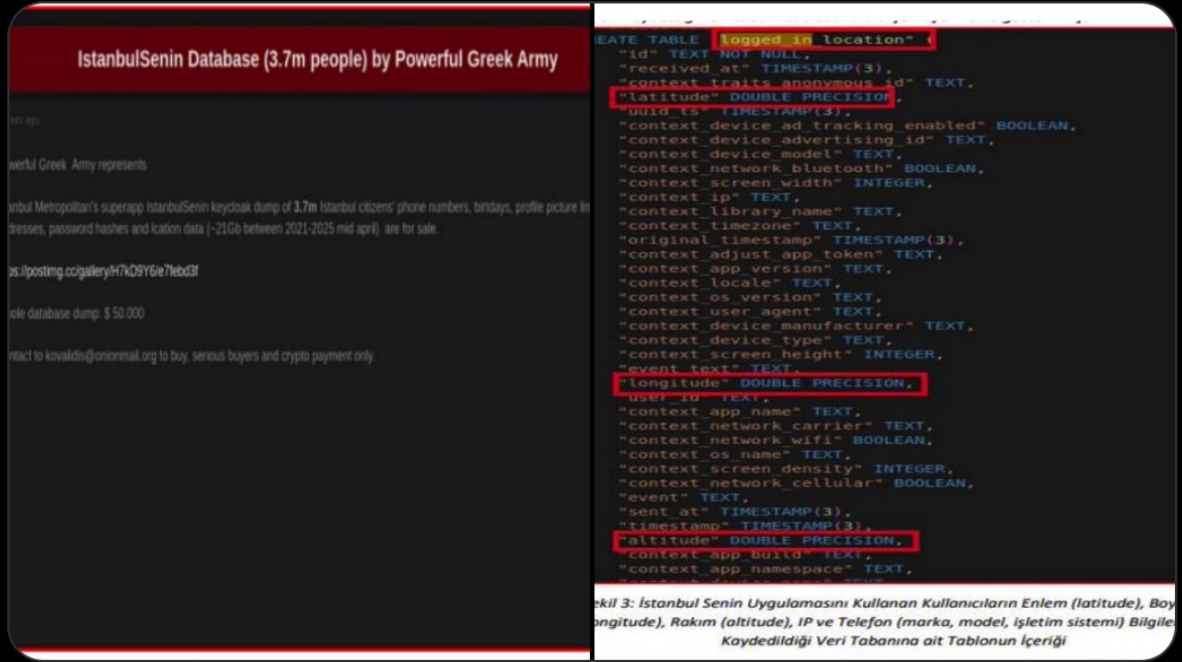 IstanbulSenin Database (3.7m people) by Powerful Greek Army
ago
werful Greek Army represents
anbul Metropolitan's superapp IstanbulSenin keycloak dump of 3.7m Istanbul citizens' phone numbers, birtdays, profile picture lin
dresses, password hashes and lcation data (~21Gb between 2021-2025 mid april) are for sale.
ps://postimg.cc/gallery/H7kD9Y6/e7febd3f
ole database dump: $ 50.000
ntact to kovalidis@onionmail.org to buy, serious buyers and crypto payment only.
EATE TABLE "logged_in_location" (
"id" TEXT NOT NULL,
"received_at" TIMESTAMP(3),
"context_traits_anonymous_id" TEXT,
"latitude" DOUBLE PRECISION,
"uuid_ts" TIMESTAMP(3),
"context_device_ad_tracking_enabled" BOOLEAN,
"context_device_advertising_id" TEXT,
"context_device_model" TEXT,
"context_network_bluetooth" BOOLEAN,
"context_screen_width" INTEGER,
"context_ip" TEXT,
"context_library_name" TEXT,
"context_timezone" TEXT,
"original_timestamp" TIMESTAMP(3),
"context_adjust_app_token" TEXT,
"context_app_version" TEXT,
"context_locale" TEXT,
"context_os_version" TEXT,
"context_user_agent" TEXT,
"context_device_manufacturer" TEXT,
"context_device_type" TEXT,
"context_screen_height" INTEGER,
"event_text" TEXT,
"longitude" DOUBLE PRECISION,
"user_id" TEXT,
"context_app_name" TEXT,
"context_network_carrier" TEXT,
"context_network_wifi" BOOLEAN,
"context_os_name" TEXT,
"context_screen_density" INTEGER,
"context_network_cellular" BOOLEAN,
"event" TEXT,
"sent_at" TIMESTAMP(3),
"timestamp" TIMESTAMP(3),
"altitude" DOUBLE PRECISION,
"context_app_build" TEXT,
"context_app_namespace" TEXT,
ekil 3: İstanbul Senin Uygulamasını Kullanan Kullanıcıların Enlem (latitude), Boy
ongitude), Rakım (altitude), IP ve Telefon (marka, model, işletim sistemi) Bilgile
Kaydedildiği Veri Tabanına ait Tablonun İçeriği